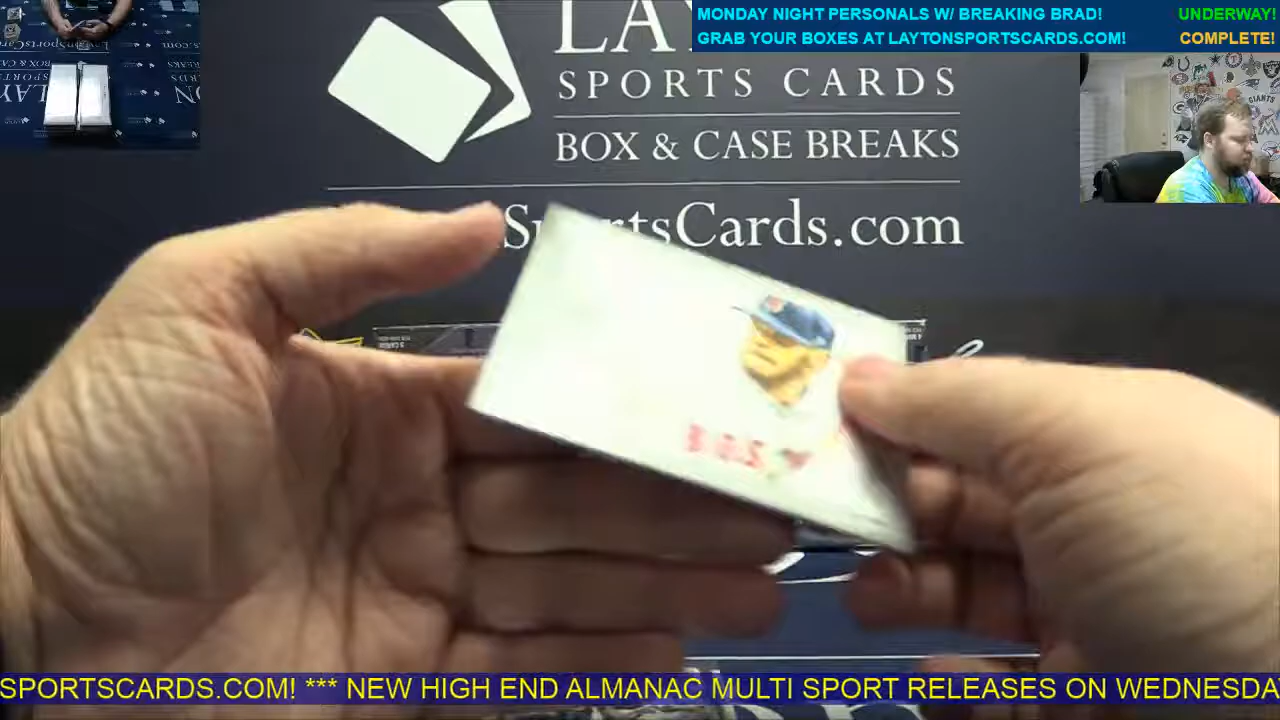 MONDAY NIGHT PERSONALS W/ BREAKING BRAD! UNDERWAY!
GRAB YOUR BOXES AT LAYTONSPORTSCARDS.COM! COMPLETE!
LAY
SPORTS CARDS
BOX & CASE BREAKS
SportsCards.com
SPORTSCARDS.COM! *** NEW HIGH END ALMANAC MULTI SPORT RELEASES ON WEDNESDA